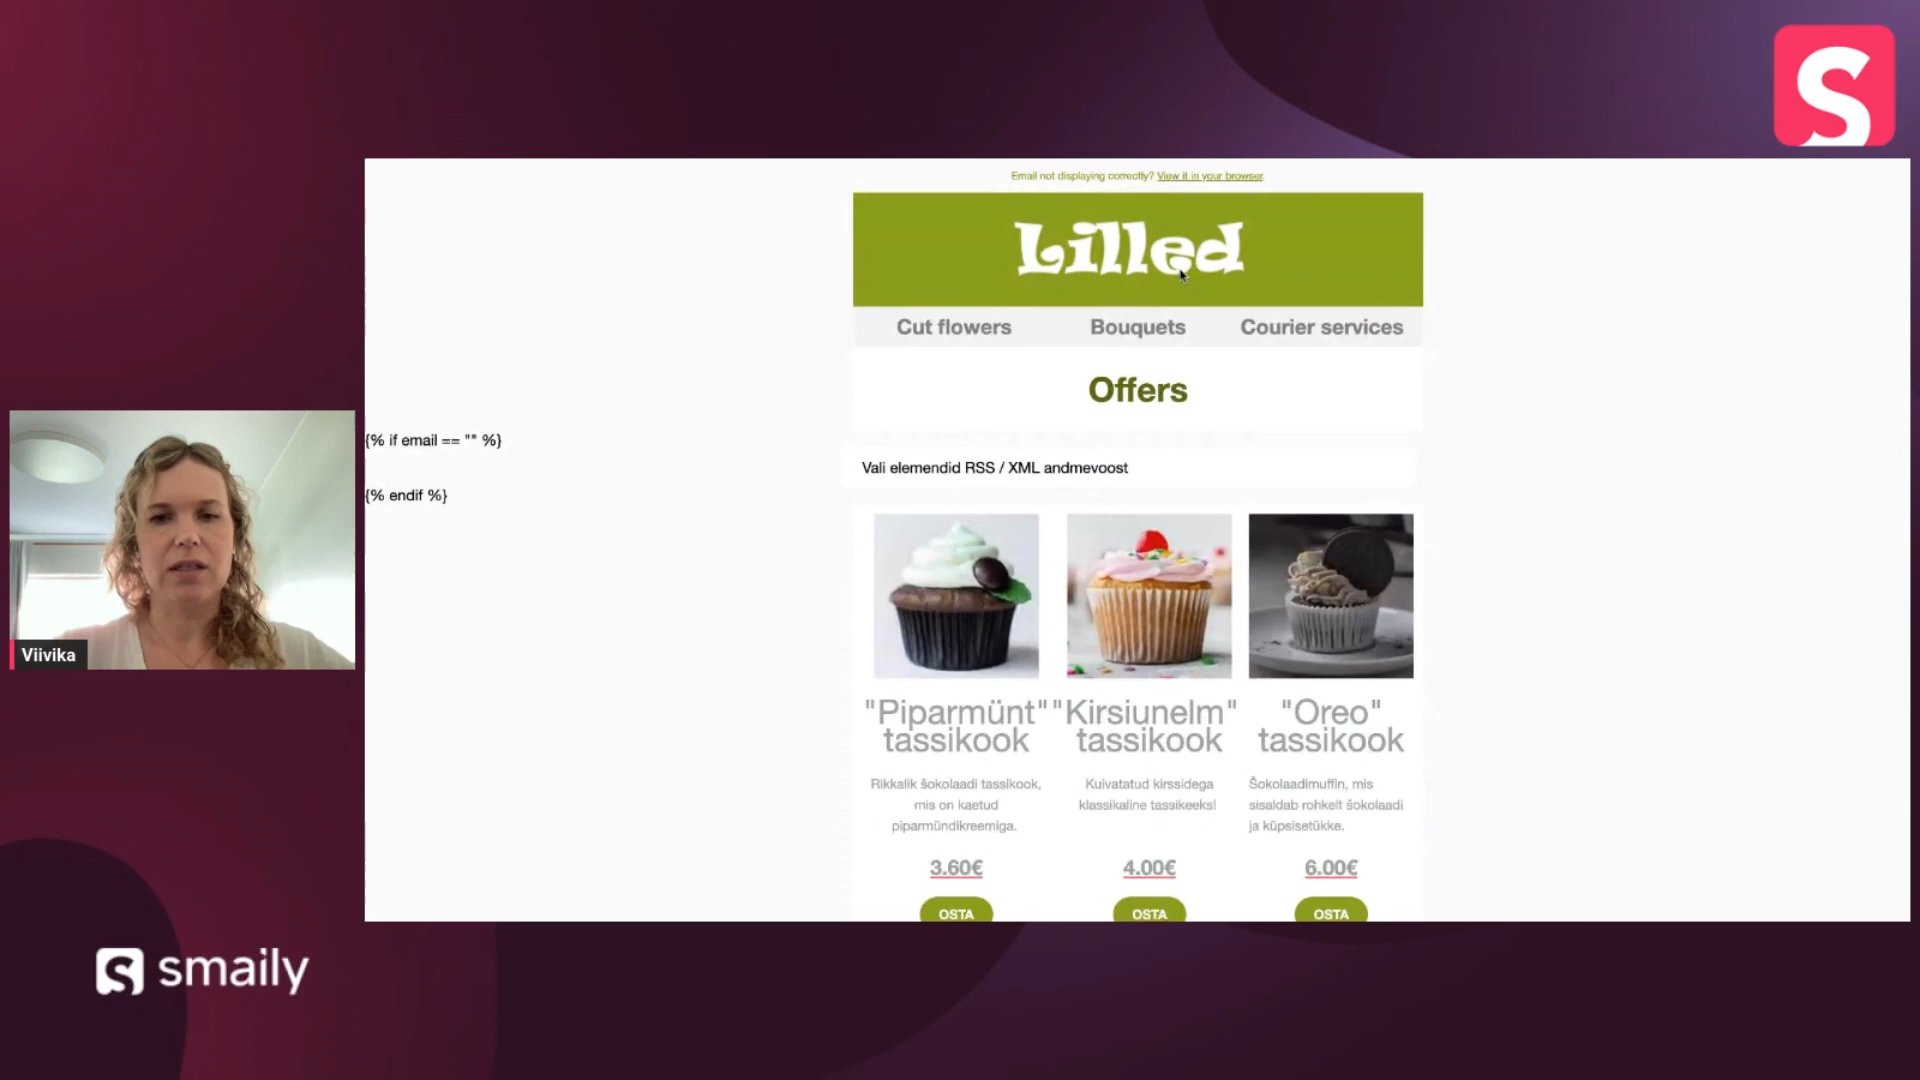 S
Email not displaying correctly? View it in your browser
Lilled
Cut flowers Bouquets Courier services
Offers
{% if email == "" %}
Vali elemendid RSS / XML andmevoost
{% endif %}
"Piparmünt" tassikook
Rikkalik šokolaadi tassikook,
mis on kaetud
piparmündikreemiga.
3.60€
OSTA
"Kirsiunelm" tassikook
Kuivatatud kirssidega
klassikaline tassikeeks!
4.00€
OSTA
"Oreo" tassikook
Šokolaadimuffin, mis
sisaldab rohkelt šokolaadi
ja küpsisetükke.
6.00€
OSTA
Viivika
smaily